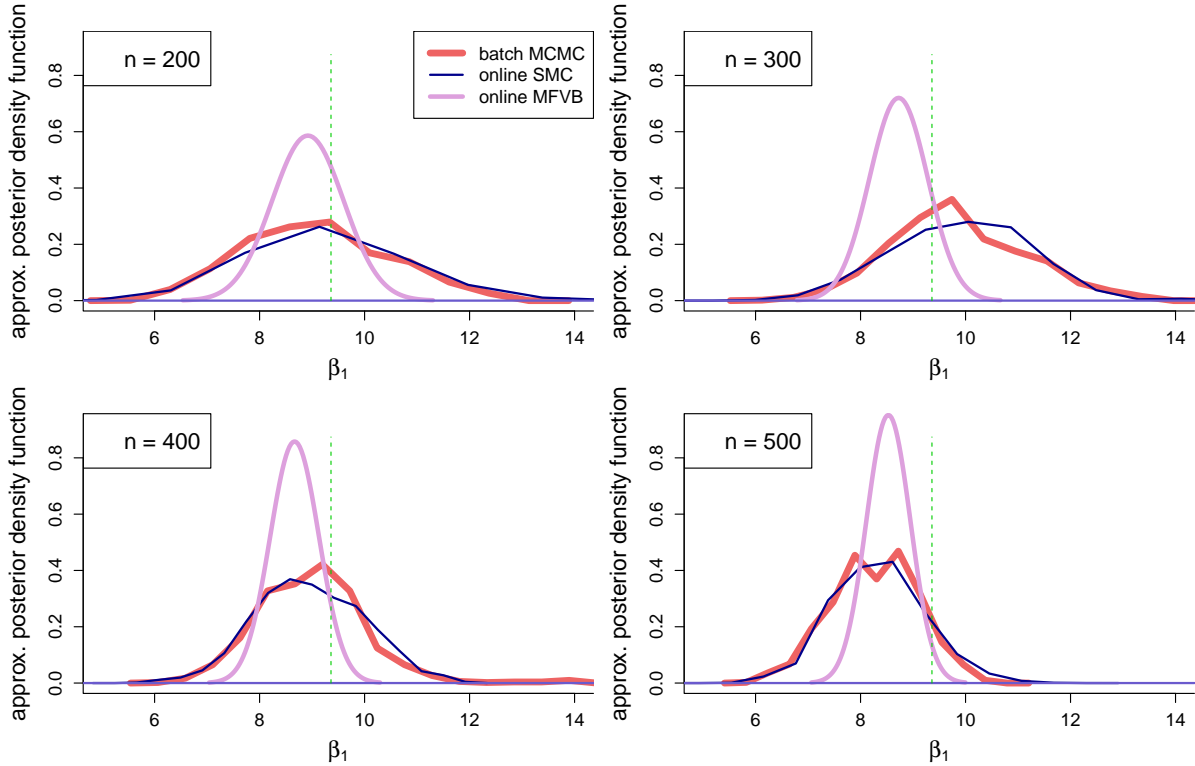 n = 200
batch MCMC
online SMC
online MFVB
approx. posterior density function
0.0 0.2 0.4 0.6 0.8
6 8 10 12 14
β1
n = 300
approx. posterior density function
0.0 0.2 0.4 0.6 0.8
6 8 10 12 14
β1
n = 400
approx. posterior density function
0.0 0.2 0.4 0.6 0.8
6 8 10 12 14
β1
n = 500
approx. posterior density function
0.0 0.2 0.4 0.6 0.8
6 8 10 12 14
β1